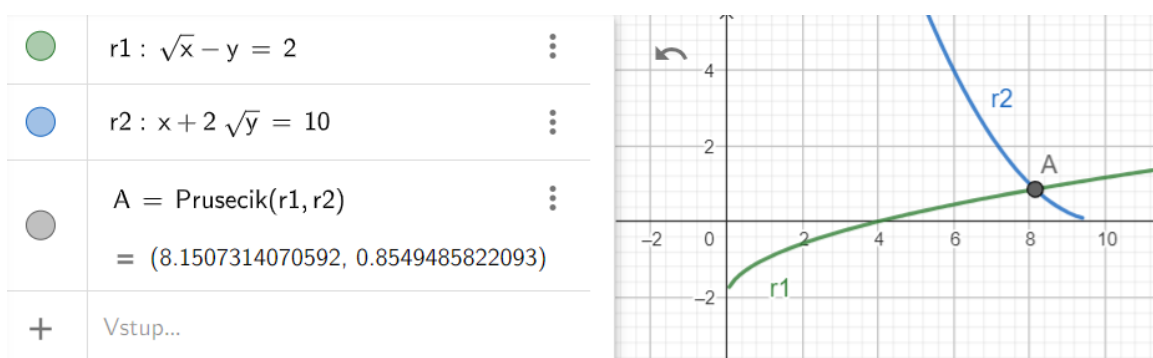 r1 : √x − y = 2
r2 : x + 2 √y = 10
A = Prusecik(r1, r2)
= (8.1507314070592, 0.8549485822093)
+ Vstup...
4
r2
2
A
−2 0 2 4 6 8 10
r1
−2